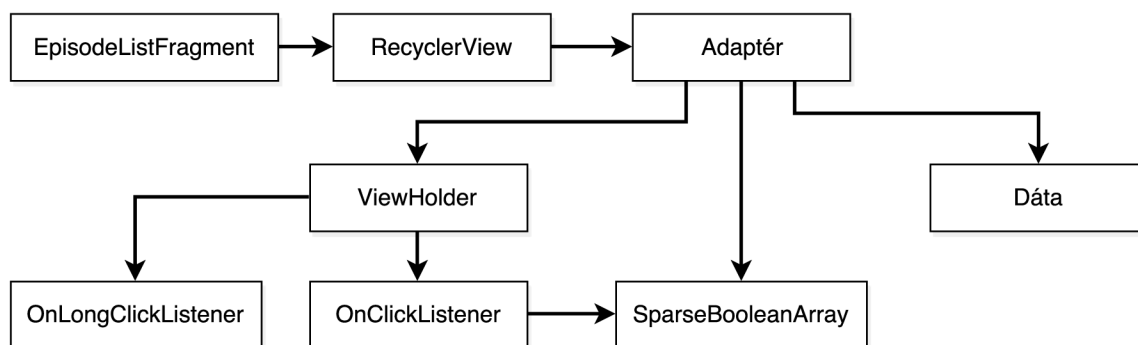 EpisodeListFragment
RecyclerView
Adaptér
ViewHolder
Dáta
OnLongClickListener
OnClickListener
SparseBooleanArray